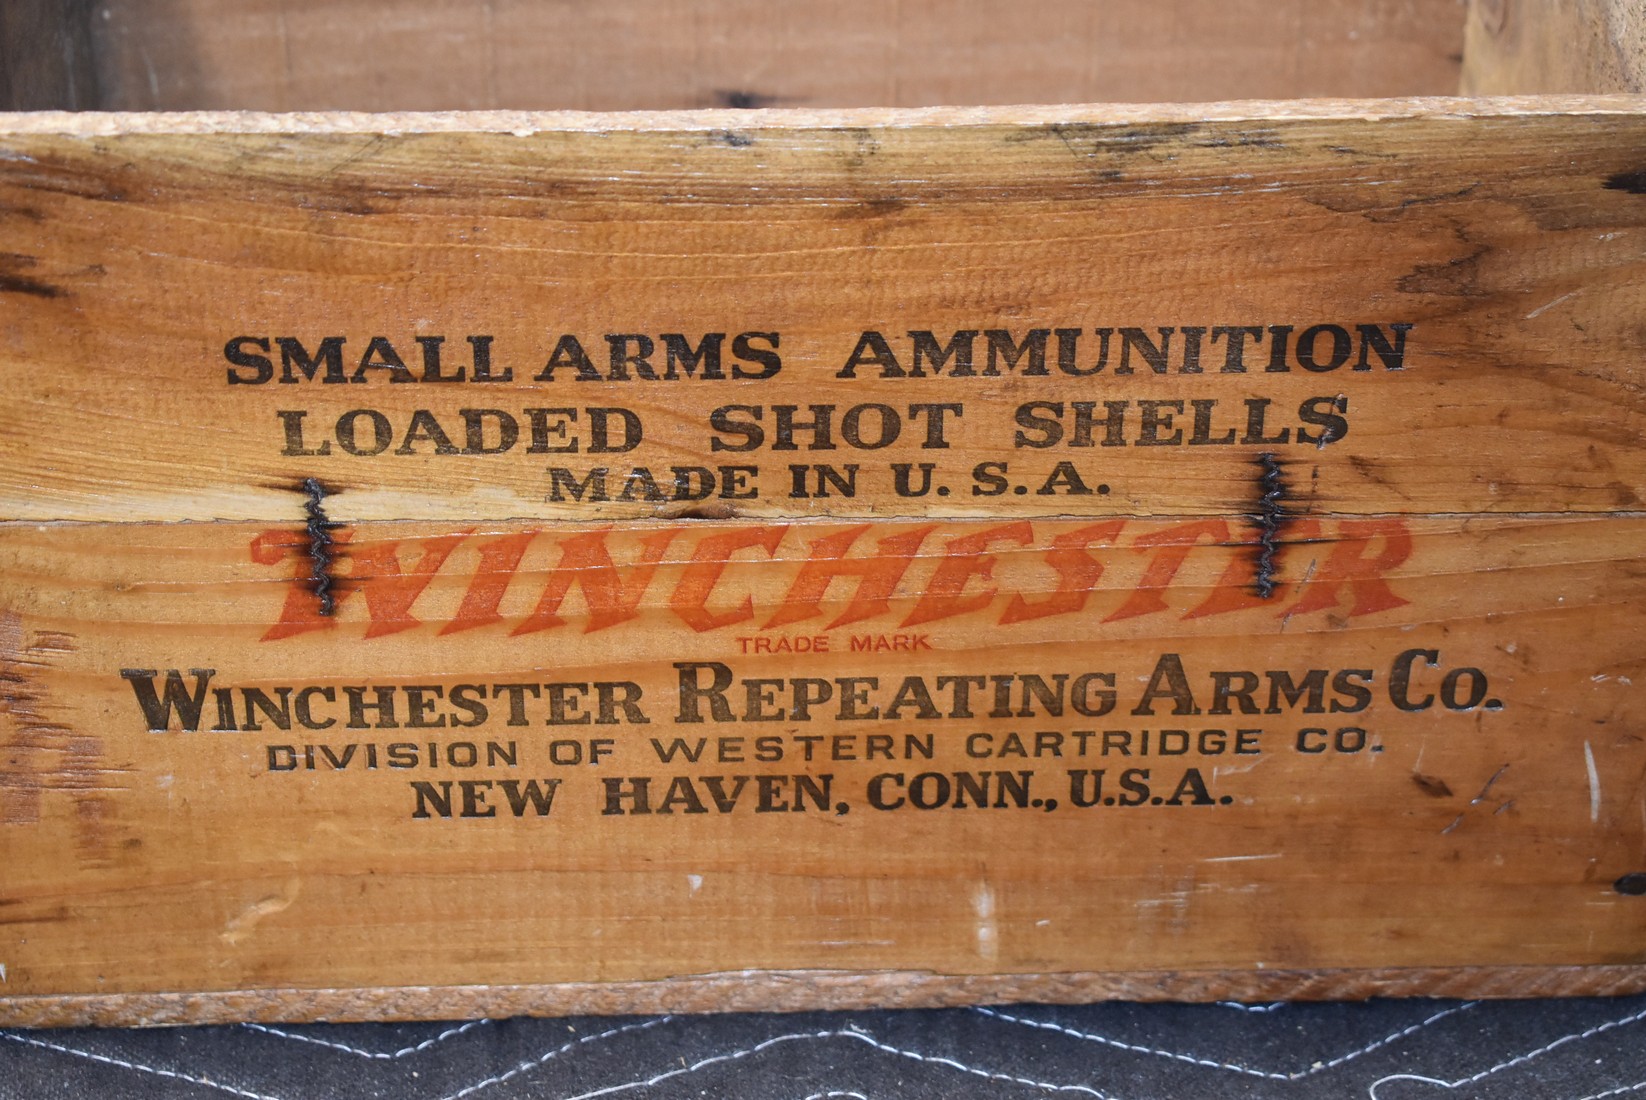 SMALL ARMS AMMUNITION
LOADED SHOT SHELLS
MADE IN U.S.A.
WINCHESTER
TRADE MARK
WINCHESTER REPEATING ARMS CO.
DIVISION OF WESTERN CARTRIDGE CO.
NEW HAVEN, CONN., U.S.A.